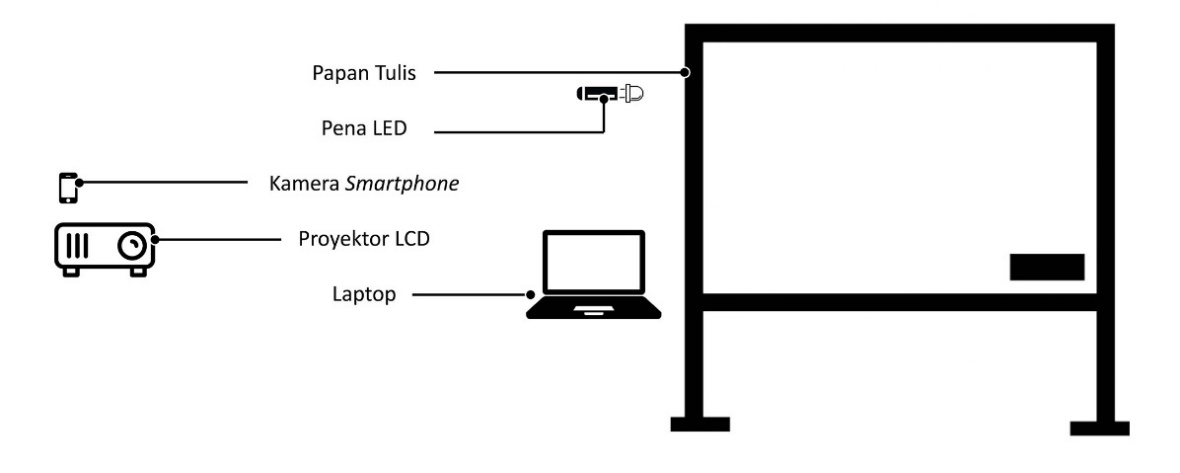 Papan Tulis
Pena LED
Kamera Smartphone
Proyektor LCD
Laptop